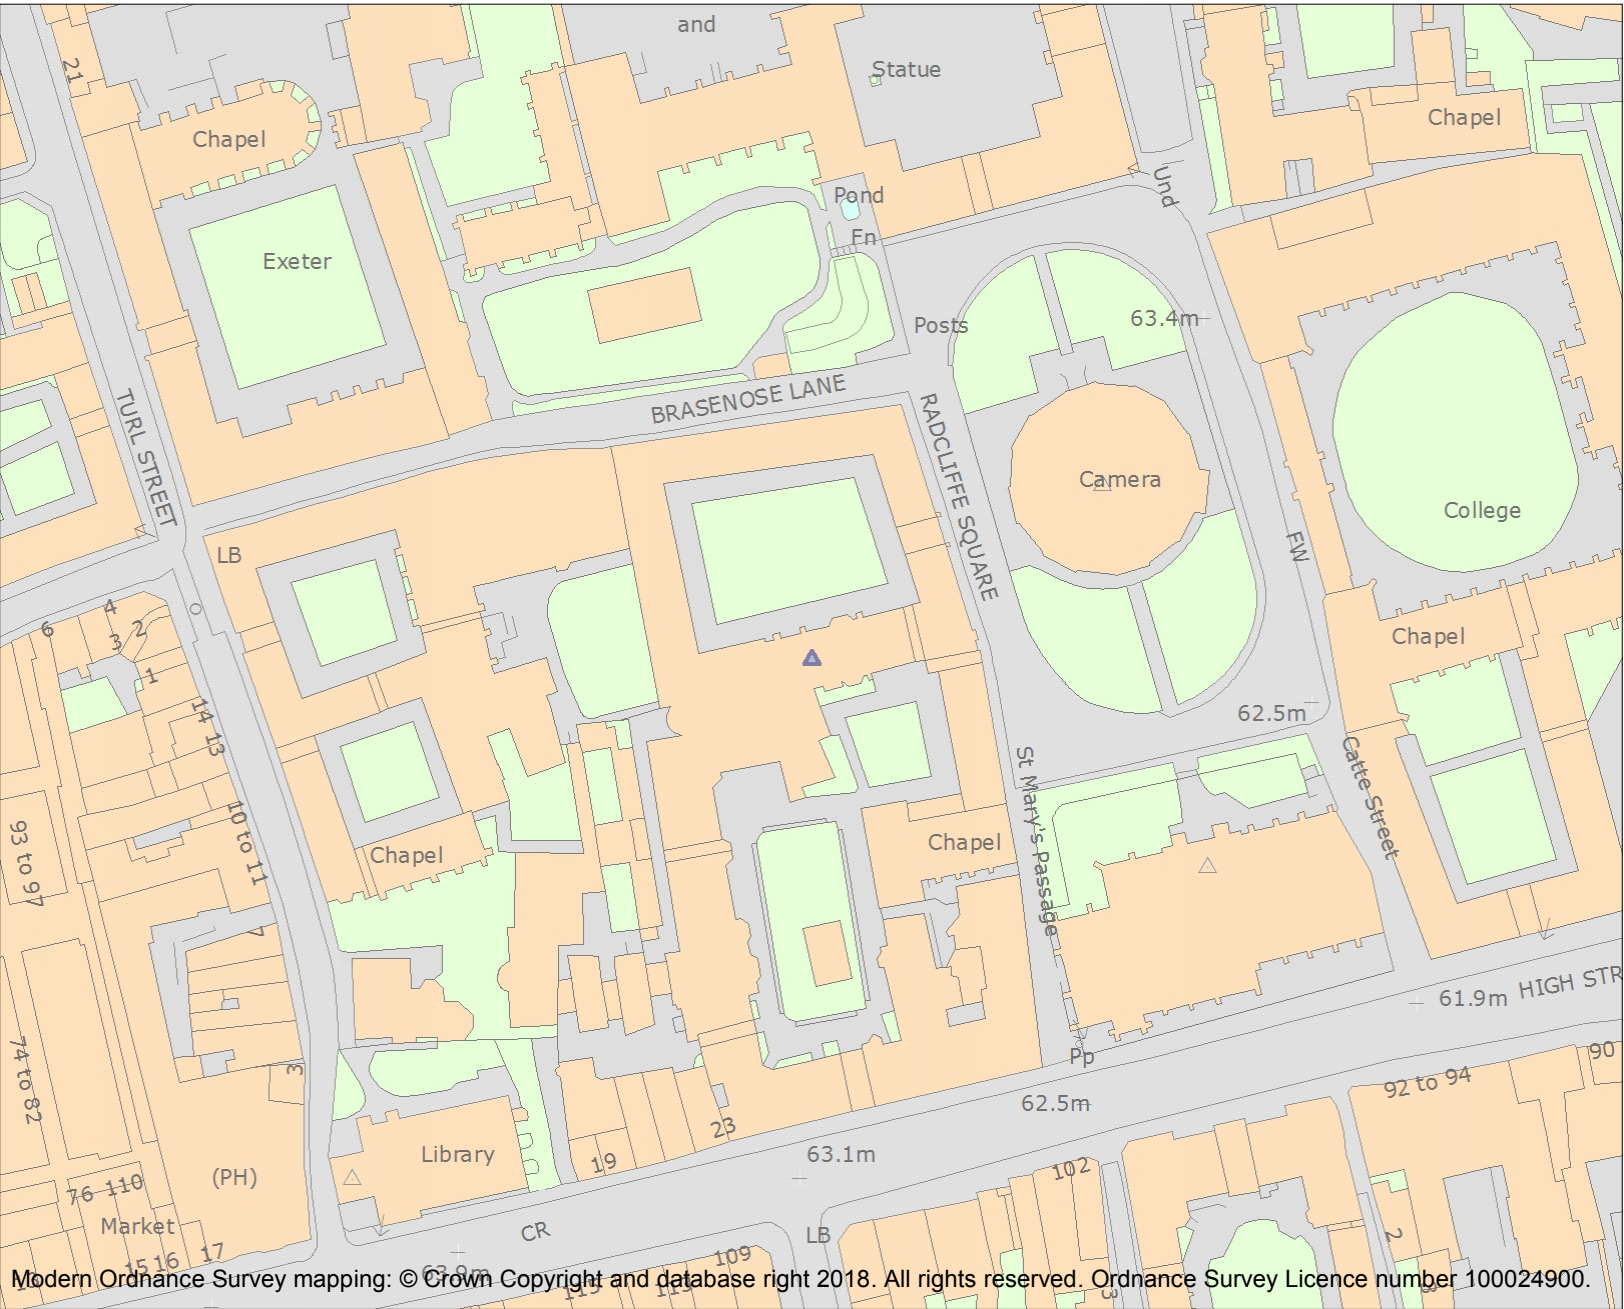 and
21
Statue
Chapel
Chapel
Und
Pond
Fn
Exeter
Posts
63.4m
BRASENOSE LANE
TURL STREET
RADCLIFFE SQUARE
Camera
College
FW
LB
4
6
3
2
1
Chapel
14
13
62.5m
St Mary's Passage
Catte Street
10 to 11
93 to 97
Chapel
Chapel
7
HIGH STR
61.9m
74 to 82
3
Pp
90
92 to 94
62.5m
23
Library
19
63.1m
102
(PH)
76
110
Market
CR
LB
2
17
16
15
109
63.9m
115
113
Modern Ordnance Survey mapping: © Crown Copyright and database right 2018. All rights reserved. Ordnance Survey Licence number 100024900.